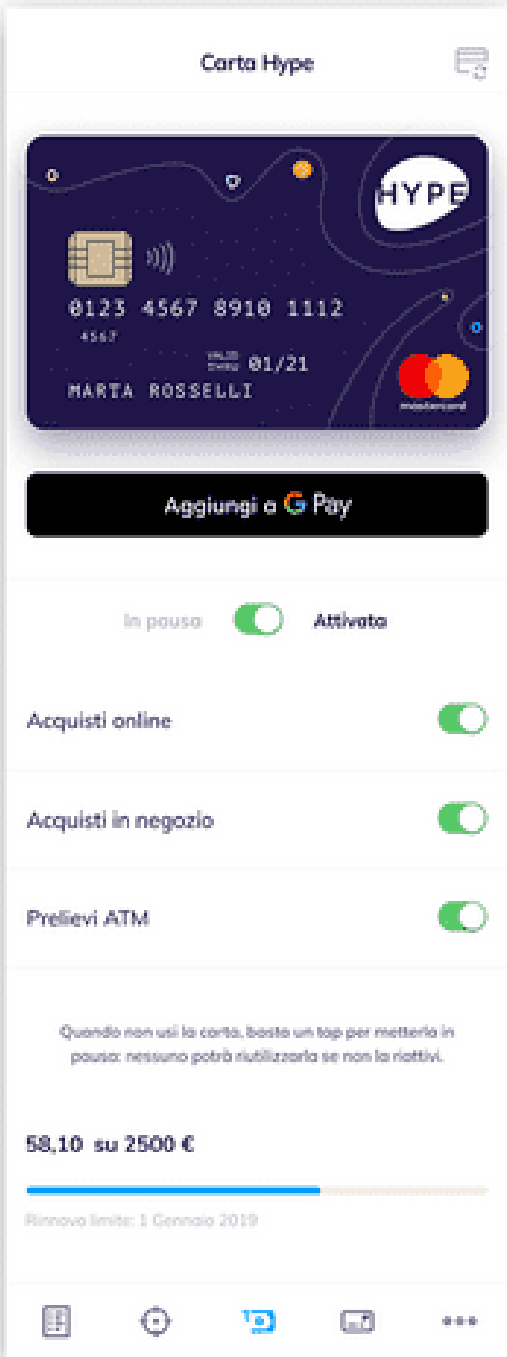 Carta Hype
HYPE
0123 4567 8910 1112
4567
VALID
THRU 01/21
MARTA ROSSELLI
mastercard
Aggiungi a G Pay
In pausa Attivata
Acquisti online
Acquisti in negozio
Prelievi ATM
Quando non usi la carta, basta un tap per metterla in
pausa: nessuno potrà riutilizzarla se non la riattivi.
58,10 su 2500 €
Rinnovo limite: 1 Gennaio 2019